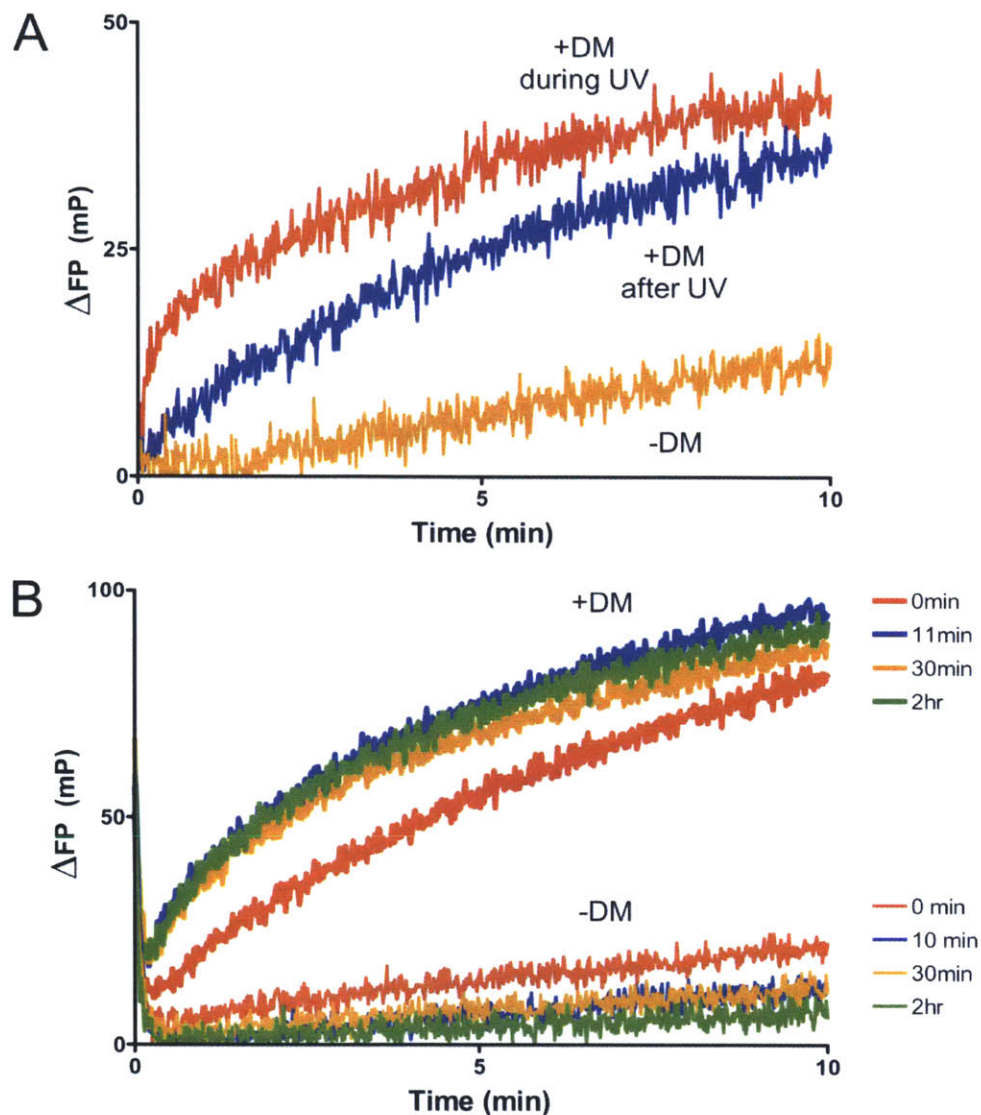 A
50
+DM
during UV
25
+DM
after UV
-DM
0
0
5
10
ΔFP (mP)
Time (min)
B
100
+DM
0min
11min
30min
2hr
50
-DM
0 min
10 min
30min
2hr
0
0
5
10
ΔFP (mP)
Time (min)